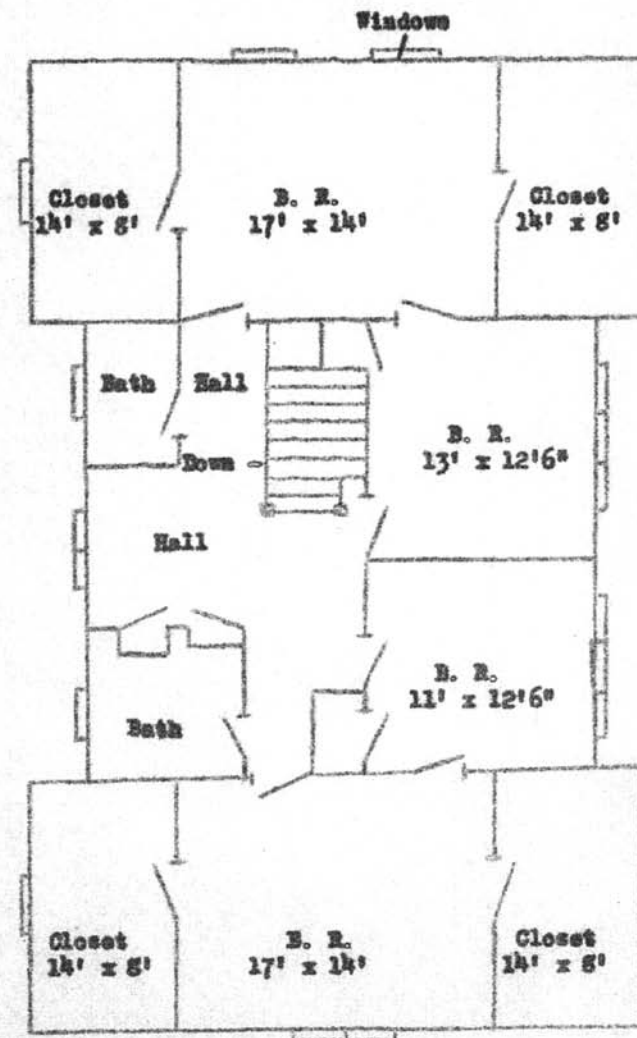 Windows
Closet
14' x 8'
B. R.
17' x 14'
Closet
14' x 8'
Bath
Hall
Down
B. R.
13' x 12'6"
Hall
B. R.
11' x 12'6"
Bath
Closet
14' x 8'
B. R.
17' x 14'
Closet
14' x 8'